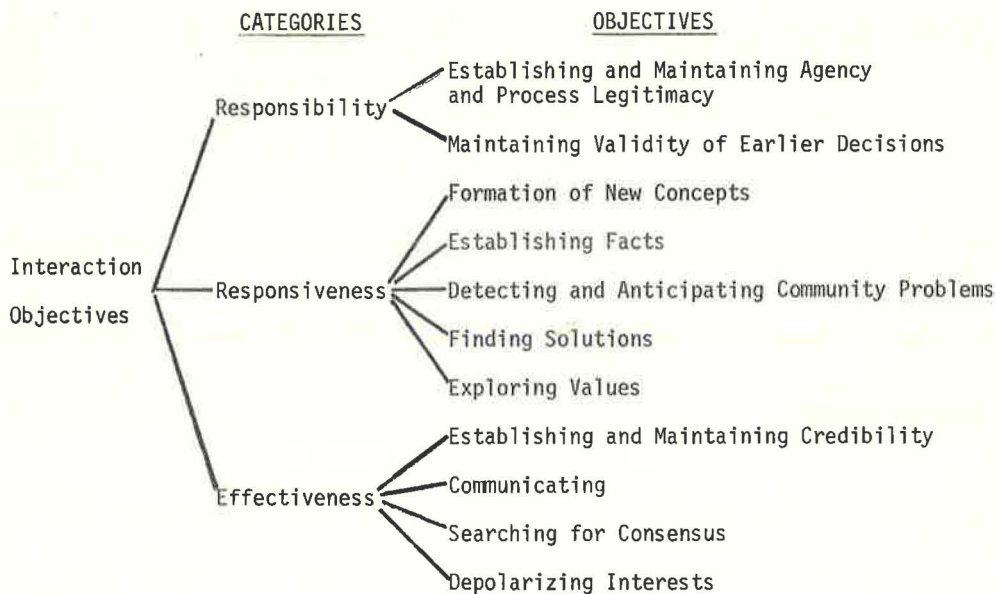 CATEGORIES OBJECTIVES
Responsibility
Establishing and Maintaining Agency
and Process Legitimacy
Maintaining Validity of Earlier Decisions
Interaction
Objectives
Responsiveness
Formation of New Concepts
Establishing Facts
Detecting and Anticipating Community Problems
Finding Solutions
Exploring Values
Effectiveness
Establishing and Maintaining Credibility
Communicating
Searching for Consensus
Depolarizing Interests